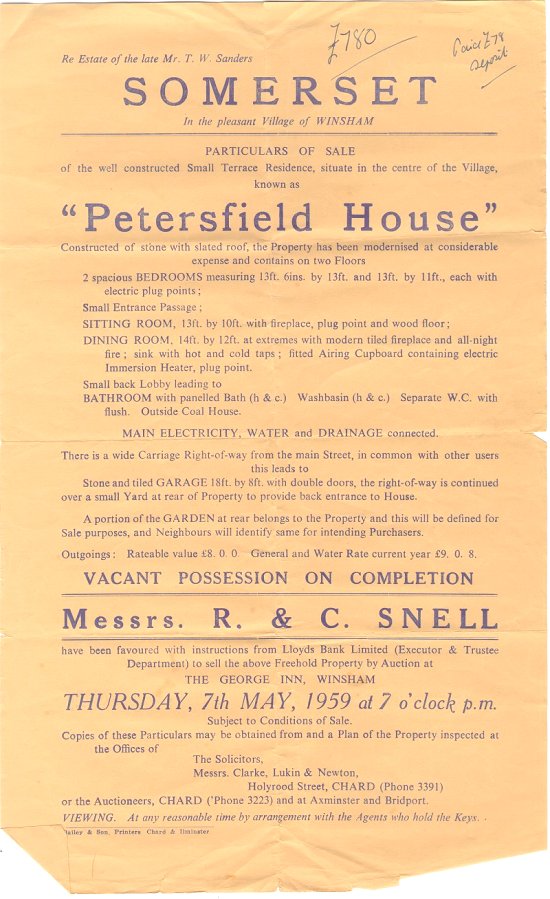 £780
Paid £78
deposit
Re Estate of the late Mr. T. W. Sanders
SOMERSET
In the pleasant Village of WINSHAM
PARTICULARS OF SALE
of the well constructed Small Terrace Residence, situate in the centre of the Village,
known as
"Petersfield House"
Constructed of stone with slated roof, the Property has been modernised at considerable
expense and contains on two Floors
2 spacious BEDROOMS measuring 13ft. 6ins. by 13ft. and 13ft. by 11ft., each with
electric plug points;
Small Entrance Passage;
SITTING ROOM, 13ft. by 10ft. with fireplace, plug point and wood floor;
DINING ROOM, 14ft. by 12ft. at extremes with modern tiled fireplace and all-night
fire; sink with hot and cold taps; fitted Airing Cupboard containing electric
Immersion Heater, plug point.
Small back Lobby leading to
BATHROOM with panelled Bath (h & c.) Washbasin (h & c.) Separate W.C. with
flush. Outside Coal House.
MAIN ELECTRICITY, WATER and DRAINAGE connected.
There is a wide Carriage Right-of-way from the main Street, in common with other users
this leads to
Stone and tiled GARAGE 18ft. by 8ft. with double doors, the right-of-way is continued
over a small Yard at rear of Property to provide back entrance to House.
A portion of the GARDEN at rear belongs to the Property and this will be defined for
Sale purposes, and Neighbours will identify same for intending Purchasers.
Outgoings: Rateable value £8. 0. 0. General and Water Rate current year £9. 0. 8.
VACANT POSSESSION ON COMPLETION
Messrs. R. & C. SNELL
have been favoured with instructions from Lloyds Bank Limited (Executor & Trustee
Department) to sell the above Freehold Property by Auction at
THE GEORGE INN, WINSHAM
THURSDAY, 7th MAY, 1959 at 7 o'clock p.m.
Subject to Conditions of Sale.
Copies of these Particulars may be obtained from and a Plan of the Property inspected at
the Offices of
The Solicitors,
Messrs. Clarke, Lukin & Newton,
Holyrood Street, CHARD (Phone 3391)
or the Auctioneers, CHARD ('Phone 3223) and at Axminster and Bridport.
VIEWING. At any reasonable time by arrangement with the Agents who hold the Keys.
& Son, Printers Chard & Ilminster